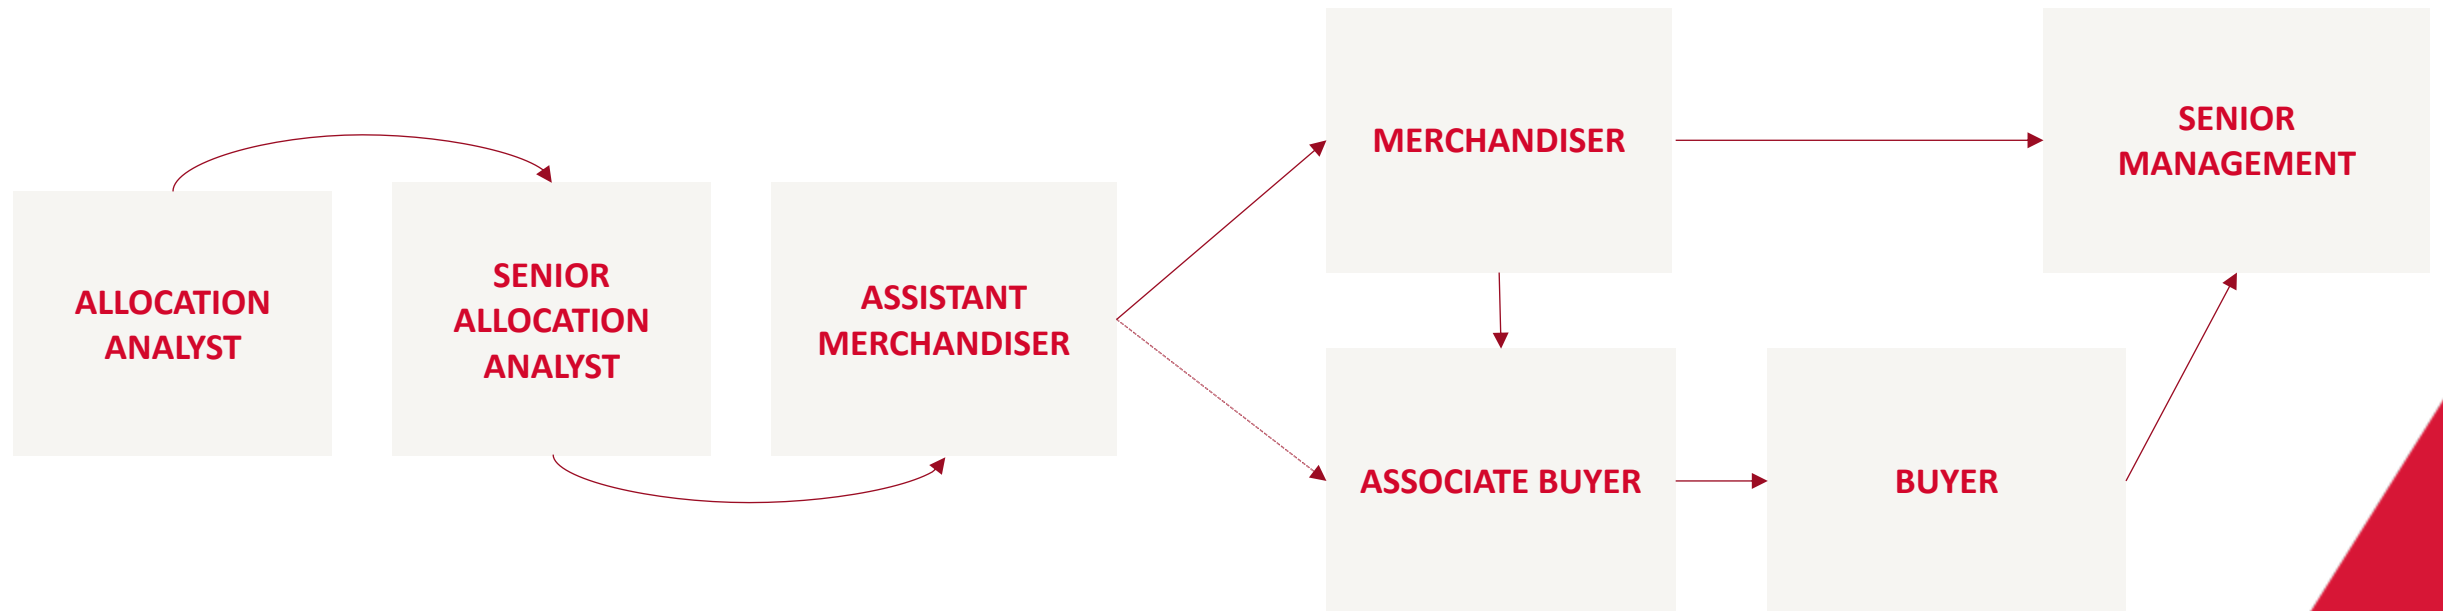 ALLOCATION
ANALYST
SENIOR
ALLOCATION
ANALYST
ASSISTANT
MERCHANDISER
MERCHANDISER
ASSOCIATE BUYER
BUYER
SENIOR
MANAGEMENT